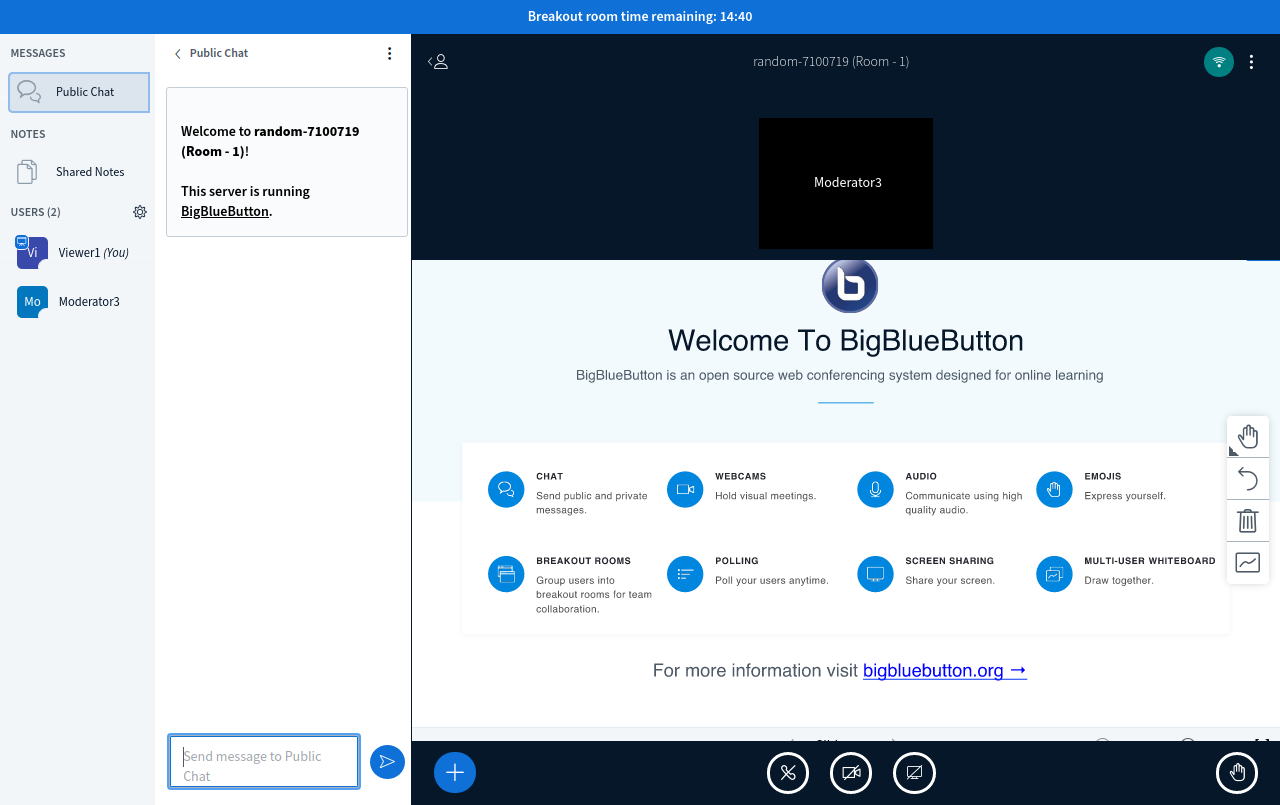 Breakout room time remaining: 14:40
MESSAGES
Public Chat
NOTES
Shared Notes
USERS (2)
Vi
Viewer1 (You)
Mo
Moderator3
Public Chat
Welcome to random-7100719
(Room - 1)!
This server is running
BigBlueButton.
Send message to Public
Chat
random-7100719 (Room - 1)
Moderator3
Welcome To BigBlueButton
BigBlueButton is an open source web conferencing system designed for online learning
CHAT
Send public and private
messages.
WEBCAMS
Hold visual meetings.
AUDIO
Communicate using high
quality audio.
EMOJIS
Express yourself.
BREAKOUT ROOMS
Group users into
breakout rooms for team
collaboration.
POLLING
Poll your users anytime.
SCREEN SHARING
Share your screen.
MULTI-USER WHITEBOARD
Draw together.
For more information visit bigbluebutton.org →